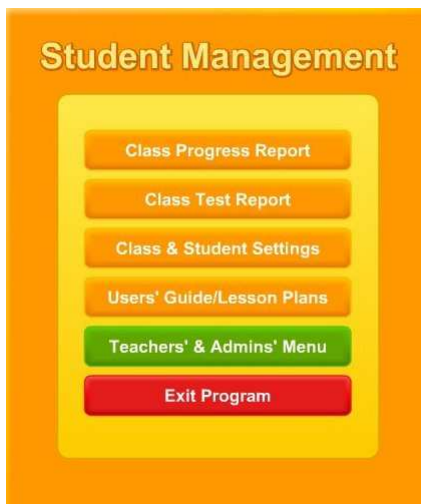 Student Management
Class Progress Report
Class Test Report
Class & Student Settings
Users' Guide/Lesson Plans
Teachers' & Admins' Menu
Exit Program